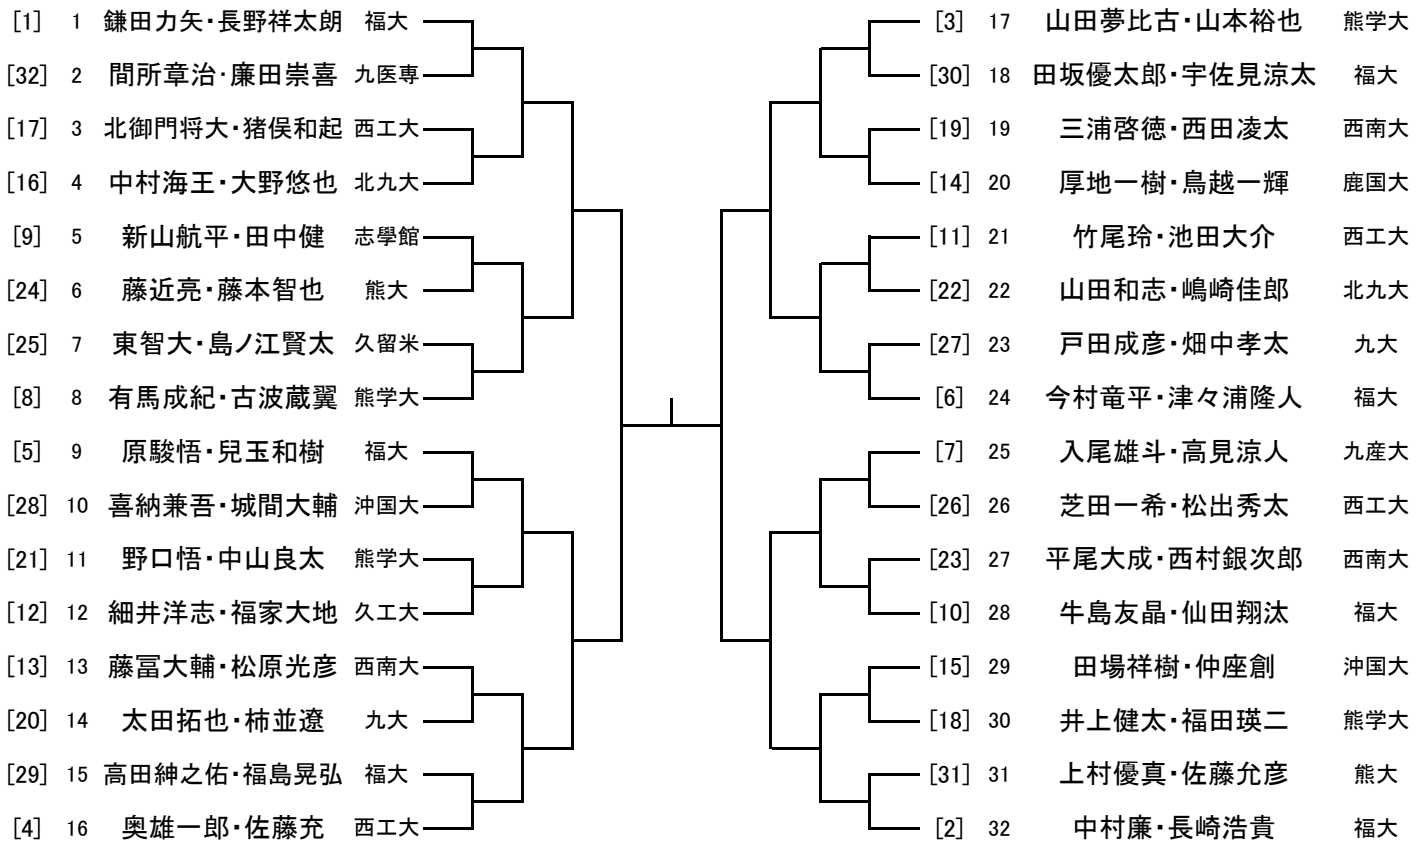 [1] 1 鎌田力矢・長野祥太朗 福大
[32] 2 間所章治・廉田崇喜 九医専
[17] 3 北御門将大・猪俣和起 西工大
[16] 4 中村海王・大野悠也 北九大
[9] 5 新山航平・田中健 志學館
[24] 6 藤近亮・藤本智也 熊大
[25] 7 東智大・島ノ江賢太 久留米
[8] 8 有馬成紀・古波蔵翼 熊学大
[5] 9 原駿悟・兒玉和樹 福大
[28] 10 喜納兼吾・城間大輔 沖国大
[21] 11 野口悟・中山良太 熊学大
[12] 12 細井洋志・福家大地 久工大
[13] 13 藤冨大輔・松原光彦 西南大
[20] 14 太田拓也・柿並遼 九大
[29] 15 高田紳之佑・福島晃弘 福大
[4] 16 奥雄一郎・佐藤充 西工大
[3] 17 山田夢比古・山本裕也 熊学大
[30] 18 田坂優太郎・宇佐見涼太 福大
[19] 19 三浦啓徳・西田凌太 西南大
[14] 20 厚地一樹・鳥越一輝 鹿国大
[11] 21 竹尾玲・池田大介 西工大
[22] 22 山田和志・嶋崎佳郎 北九大
[27] 23 戸田成彦・畑中孝太 九大
[6] 24 今村竜平・津々浦隆人 福大
[7] 25 入尾雄斗・高見涼人 九産大
[26] 26 芝田一希・松出秀太 西工大
[23] 27 平尾大成・西村銀次郎 西南大
[10] 28 牛島友晶・仙田翔汰 福大
[15] 29 田場祥樹・仲座創 沖国大
[18] 30 井上健太・福田瑛二 熊学大
[31] 31 上村優真・佐藤允彦 熊大
[2] 32 中村廉・長崎浩貴 福大